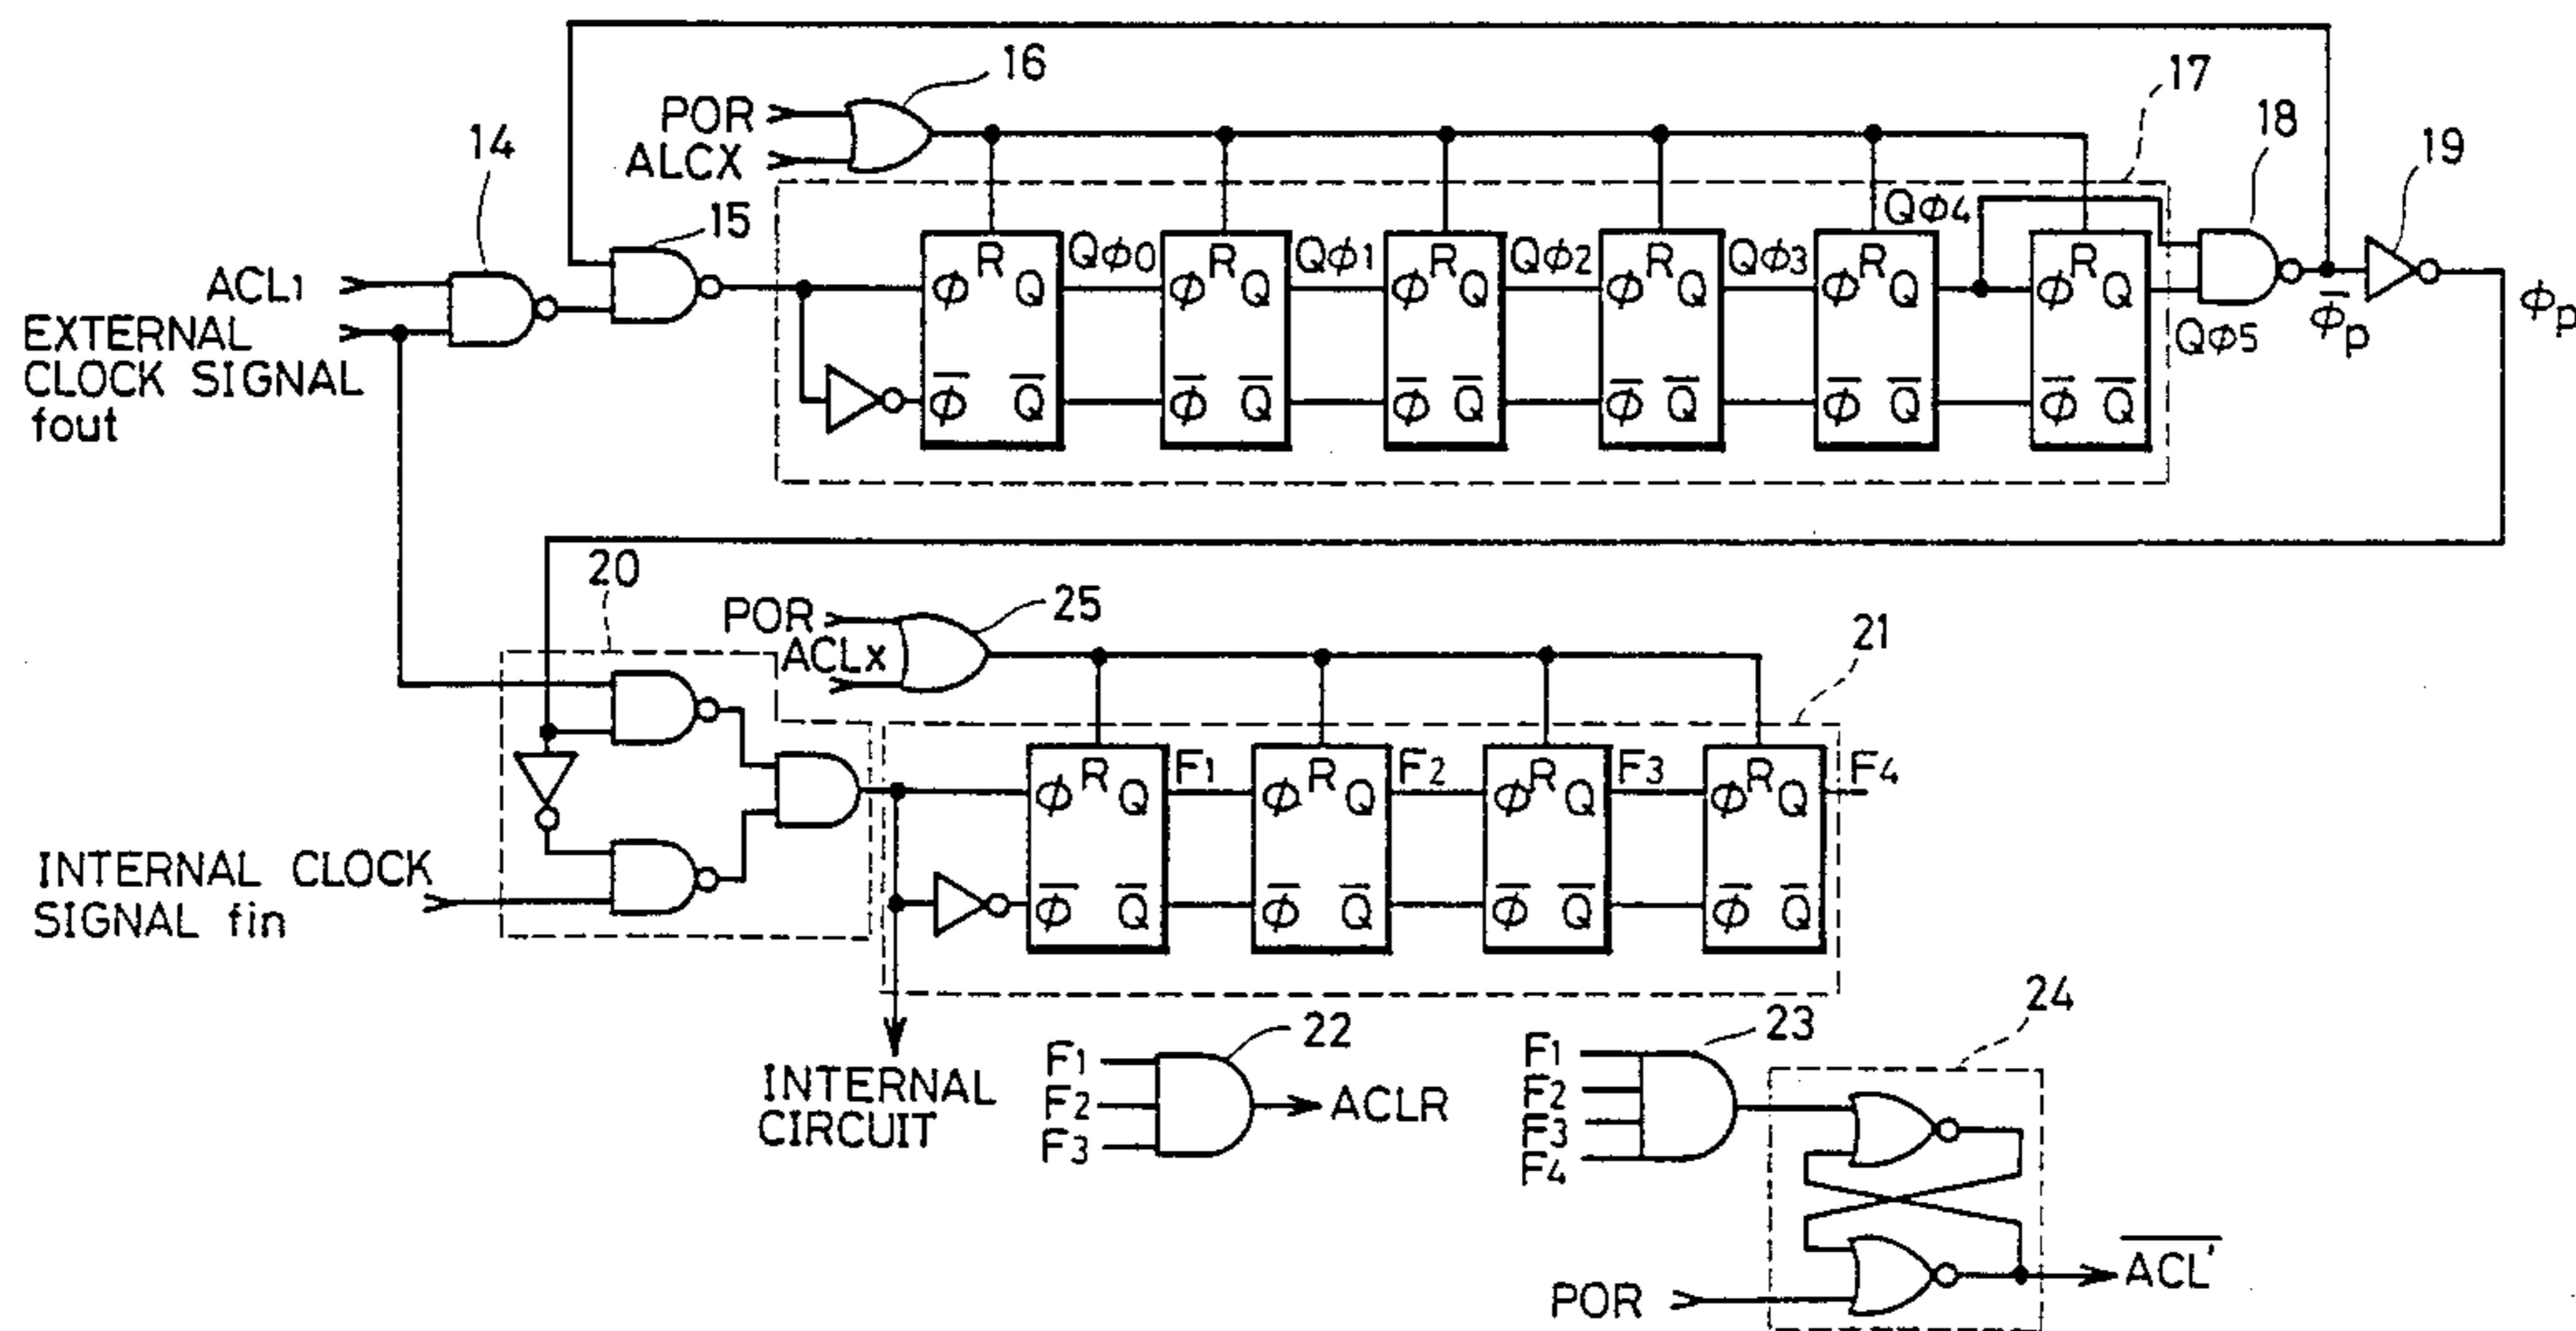 16
17
18
19
POR
ALCX
14
15
ACL1
EXTERNAL
CLOCK SIGNAL
fout
Qϕ0
Qϕ1
Qϕ2
Qϕ3
Qϕ4
Qϕ5
ϕ R Q
ϕ̅ Q̅
ϕ R Q
ϕ̅ Q̅
ϕ R Q
ϕ̅ Q̅
ϕ R Q
ϕ̅ Q̅
ϕ R Q
ϕ̅ Q̅
ϕ R Q
ϕ̅ Q̅
ϕ̅p
ϕp
20
POR
ACLx
25
21
INTERNAL CLOCK
SIGNAL fin
ϕ R Q
ϕ̅ Q̅
F1
ϕ R Q
ϕ̅ Q̅
F2
ϕ R Q
ϕ̅ Q̅
F3
ϕ R Q
ϕ̅ Q̅
F4
INTERNAL
CIRCUIT
22
F1
F2
F3
ACLR
23
F1
F2
F3
F4
24
POR
A̅C̅L̅'̅